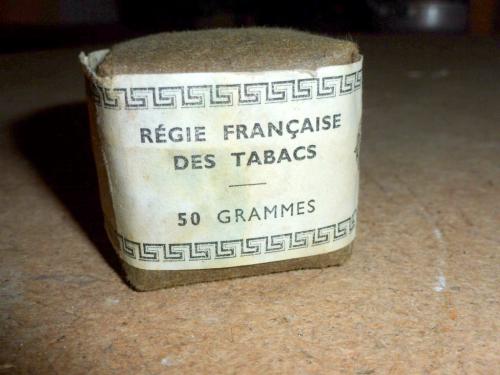 RÉGIE FRANÇAISE
DES TABACS
50 GRAMMES